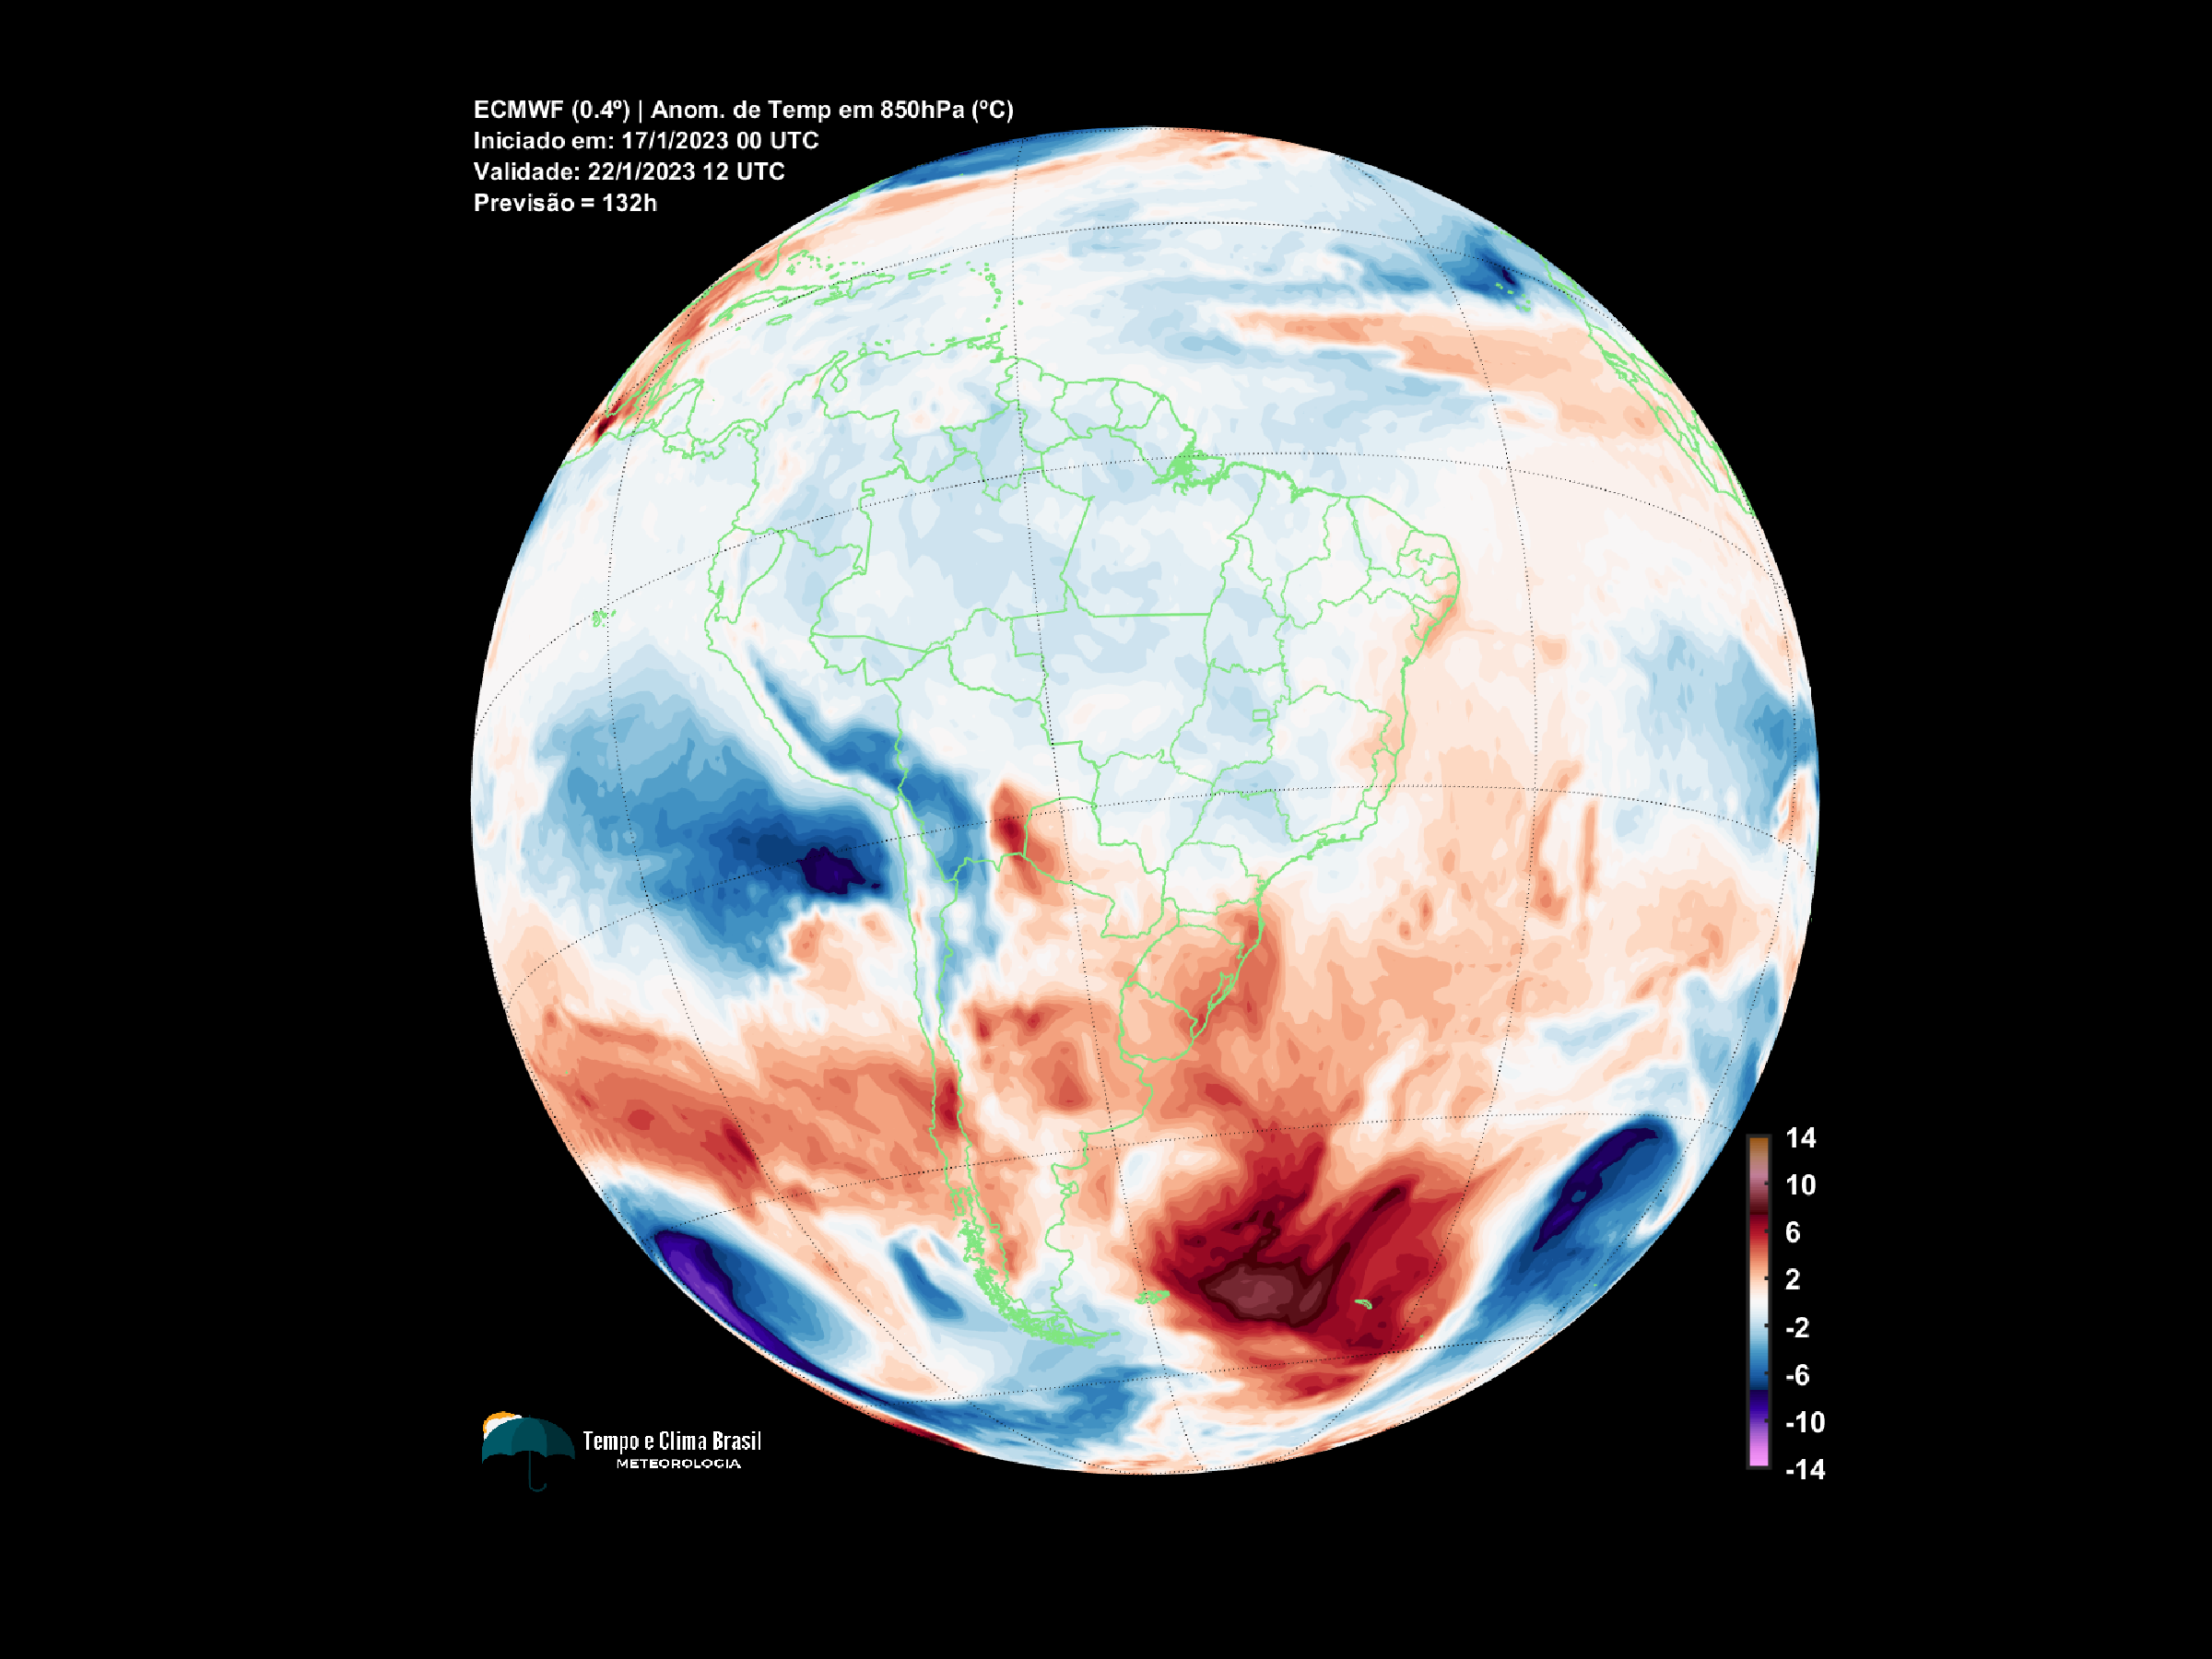 ECMWF (0.4º) | Anom. de Temp em 850hPa (ºC)
Iniciado em: 17/1/2023 00 UTC
Validade: 22/1/2023 12 UTC
Previsão = 132h
14
10
6
2
-2
-6
-10
-14
Tempo e Clima Brasil
METEOROLOGIA